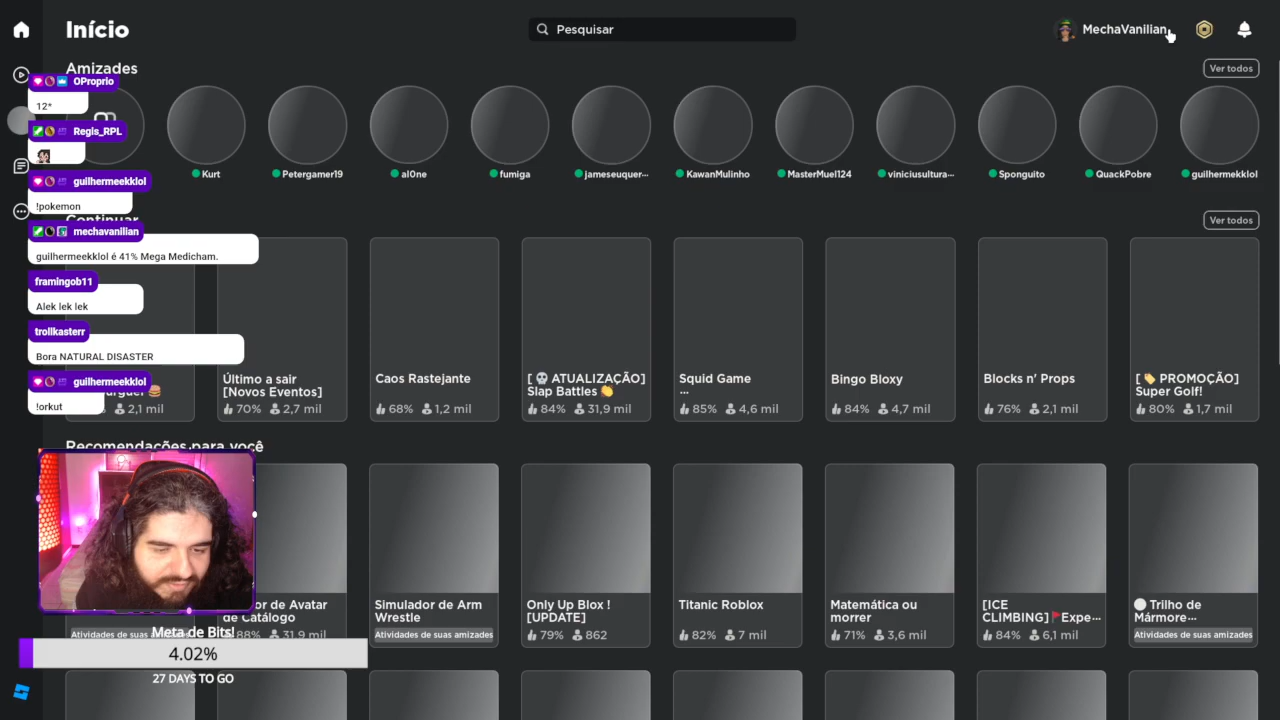 Início
Pesquisar
MechaVanilian
Amizades
Ver todos
OProprio
12*
Regis_RPL
guilhermeekklol
!pokemon
mechavanilian
guilhermeekklol é 41% Mega Medicham.
framingob11
Alek lek lek
trollkasterr
Bora NATURAL DISASTER
guilhermeekklol
!orkut
Kurt
Petergamer19
al0ne
fumiga
jameseuquer...
KawanMulinho
MasterMuel124
viniciusultura...
Sponguito
QuackPobre
guilhermekklol
Continuar
Ver todos
2,1 mil
Último a sair
[Novos Eventos]
70% 2,7 mil
Caos Rastejante
68% 1,2 mil
[ 💀 ATUALIZAÇÃO]
Slap Battles 👏
84% 31,9 mil
Squid Game
...
85% 4,6 mil
Bingo Bloxy
84% 4,7 mil
Blocks n' Props
76% 2,1 mil
[ 🏷️ PROMOÇÃO]
Super Golf!
80% 1,7 mil
Recomendações para você
Atividades de suas
or de Avatar
de Catálogo
88% 31,9 mil
Simulador de Arm
Wrestle
Atividades de suas amizades
Only Up Blox !
[UPDATE]
79% 862
Titanic Roblox
82% 7 mil
Matemática ou
morrer
71% 3,6 mil
[ICE
CLIMBING]🚩Expe...
84% 6,1 mil
⚪ Trilho de
Mármore...
Atividades de suas amizades
Meta de Bits!
4.02%
27 DAYS TO GO